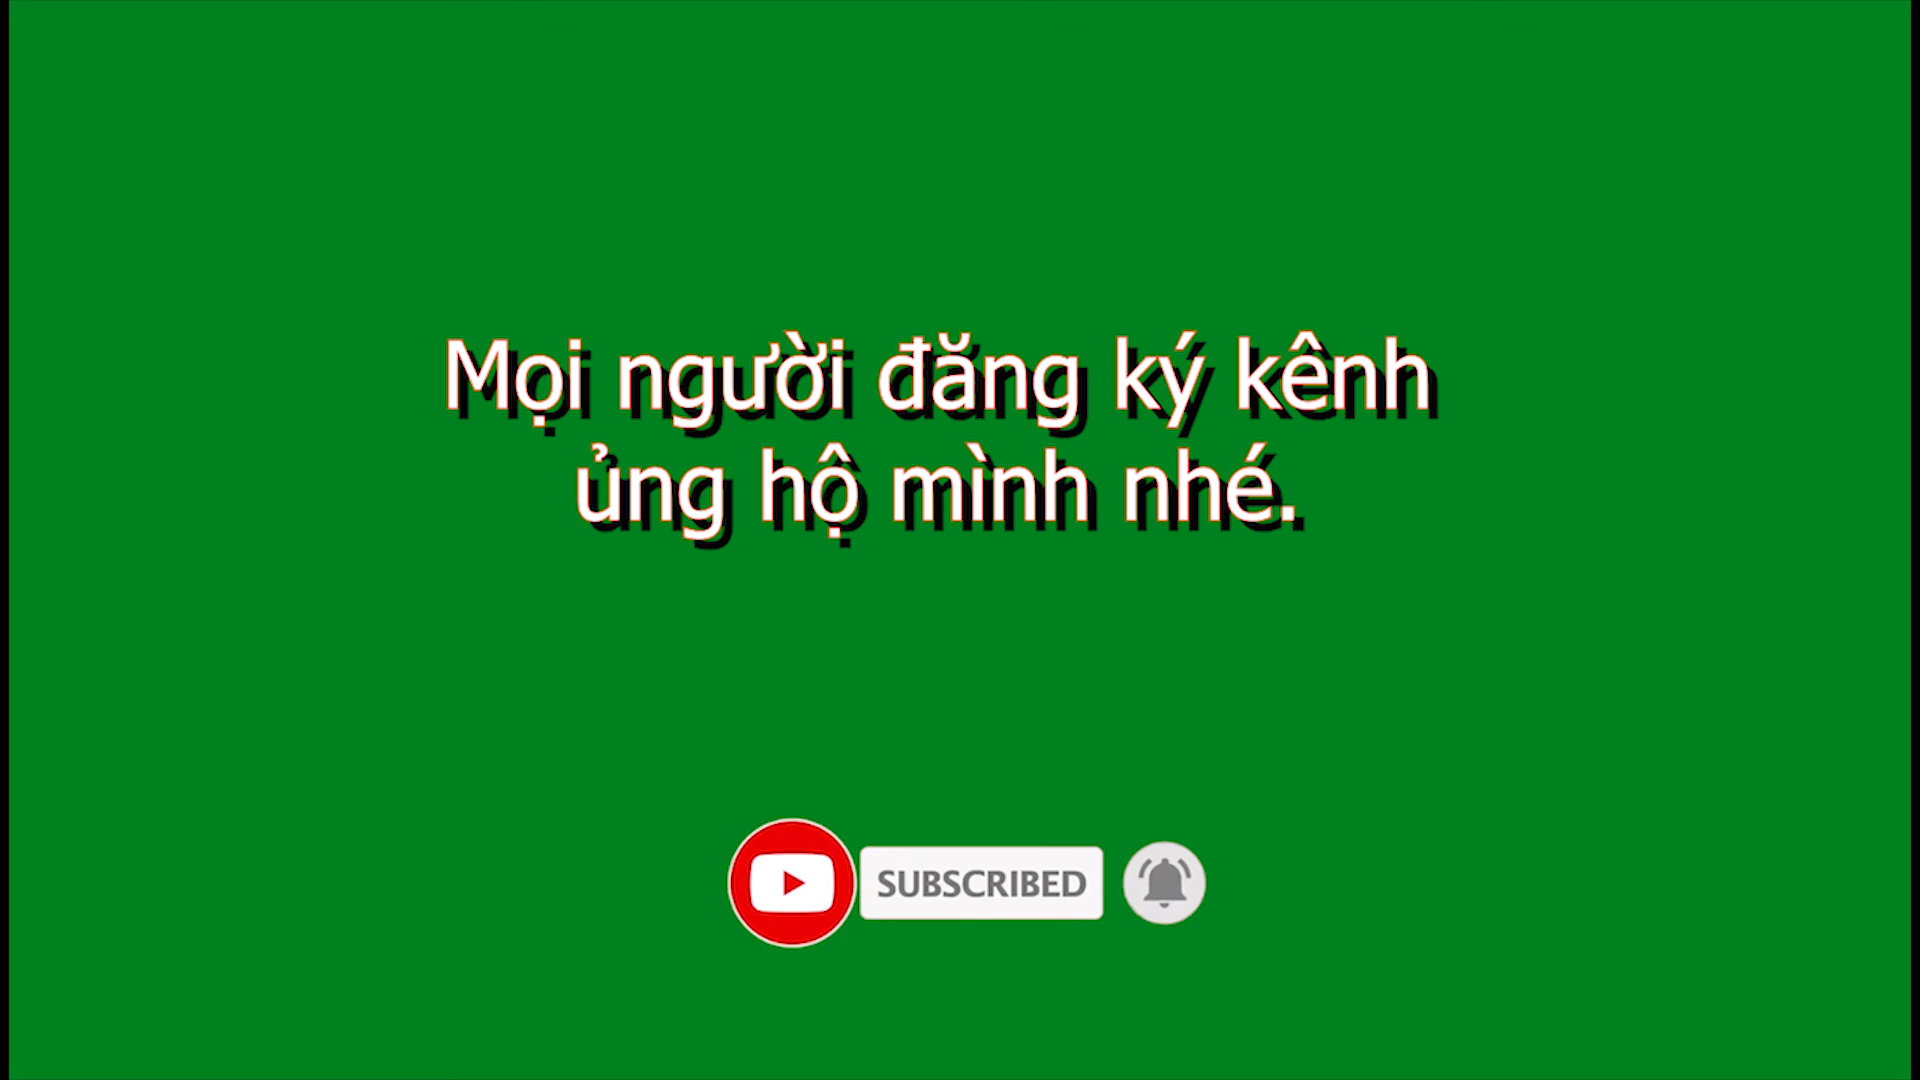 Mọi người đăng ký kênh
ủng hộ mình nhé.
SUBSCRIBED